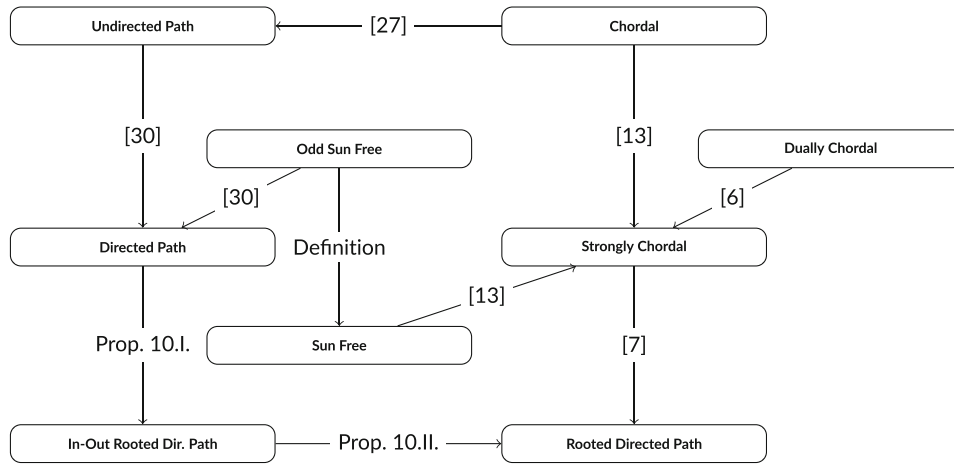 Undirected Path
[27]
Chordal
[30]
Odd Sun Free
[13]
Dually Chordal
[30]
[6]
Directed Path
Definition
Strongly Chordal
[13]
Prop. 10.I.
Sun Free
[7]
In-Out Rooted Dir. Path
Prop. 10.II.
Rooted Directed Path